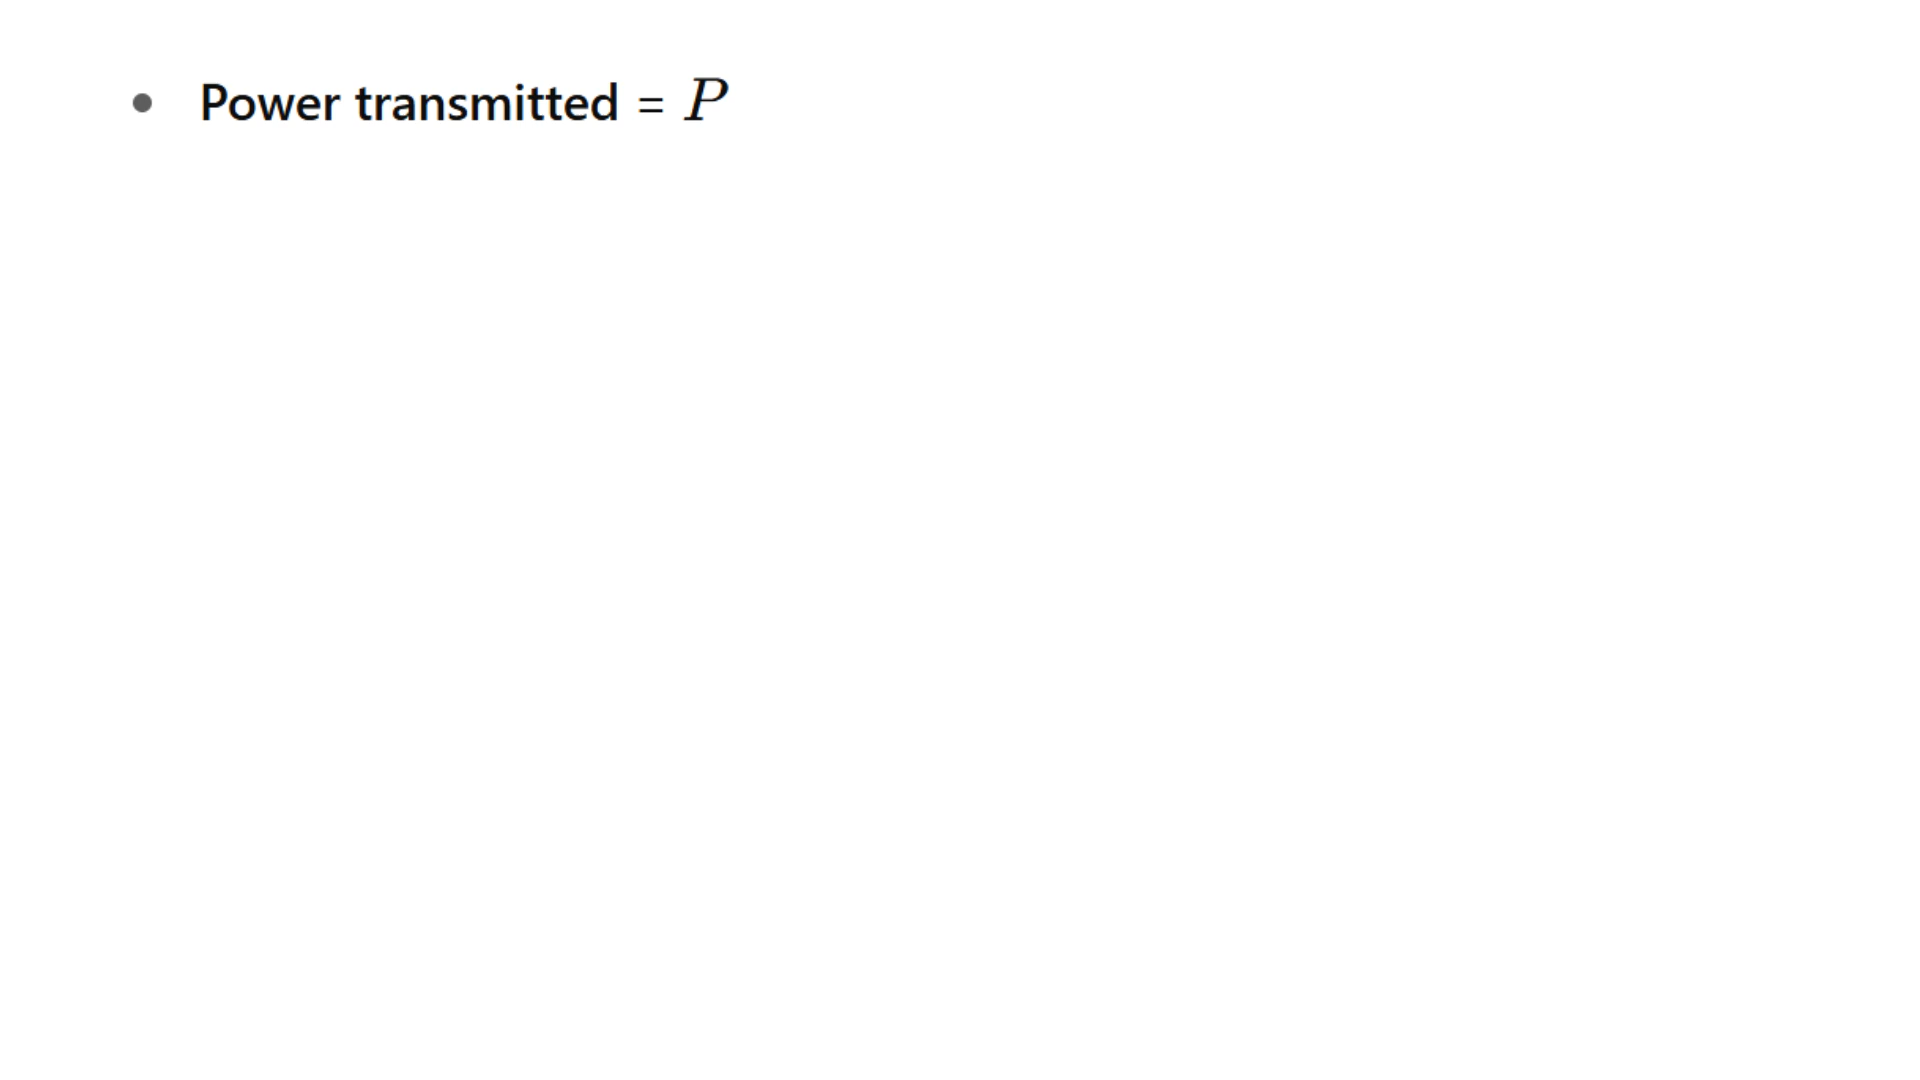 • Power transmitted = P